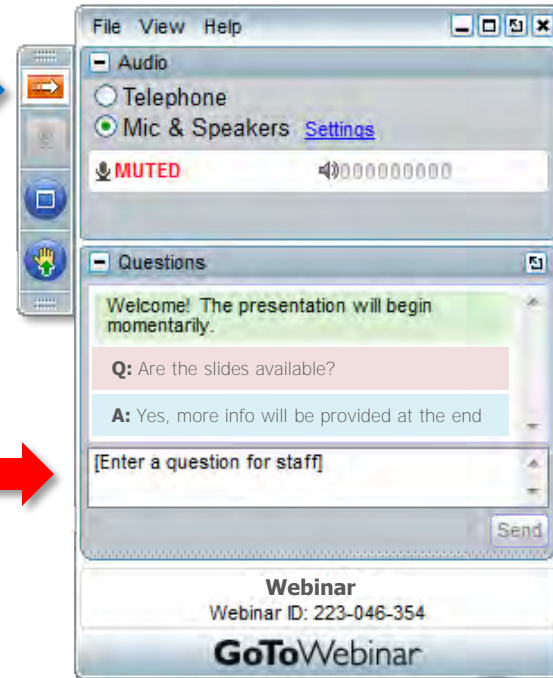 File View Help
Audio
Telephone
Mic & Speakers Settings
MUTED 000000000
Questions
Welcome! The presentation will begin
momentarily.
Q: Are the slides available?
A: Yes, more info will be provided at the end
[Enter a question for staff]
Send
Webinar
Webinar ID: 223-046-354
GoToWebinar